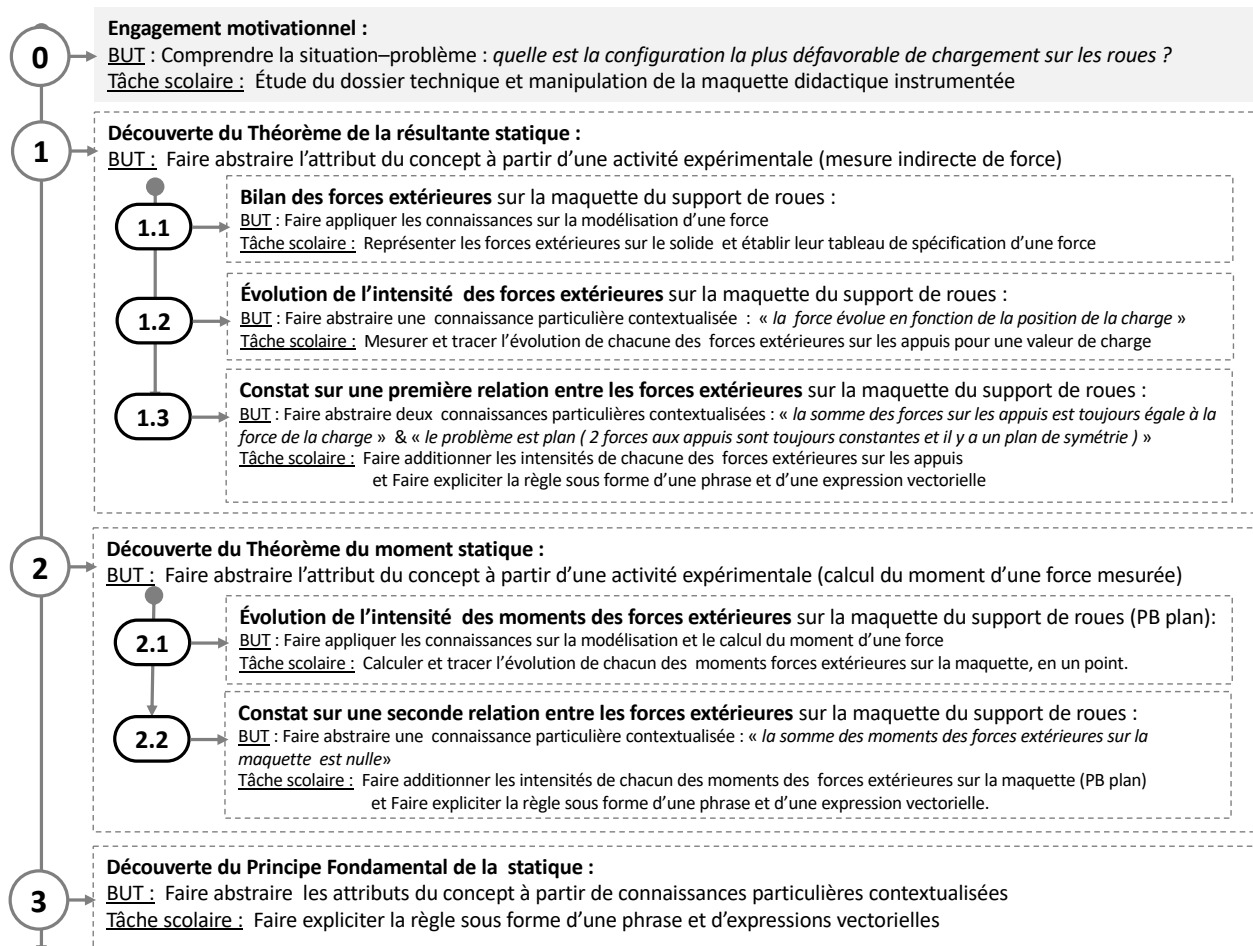 0
Engagement motivationnel :
BUT : Comprendre la situation–problème : quelle est la configuration la plus défavorable de chargement sur les roues ?
Tâche scolaire : Étude du dossier technique et manipulation de la maquette didactique instrumentée
1
Découverte du Théorème de la résultante statique :
BUT : Faire abstraire l’attribut du concept à partir d’une activité expérimentale (mesure indirecte de force)
1.1
Bilan des forces extérieures sur la maquette du support de roues :
BUT : Faire appliquer les connaissances sur la modélisation d’une force
Tâche scolaire : Représenter les forces extérieures sur le solide et établir leur tableau de spécification d’une force
1.2
Évolution de l’intensité des forces extérieures sur la maquette du support de roues :
BUT : Faire abstraire une connaissance particulière contextualisée : « la force évolue en fonction de la position de la charge »
Tâche scolaire : Mesurer et tracer l’évolution de chacune des forces extérieures sur les appuis pour une valeur de charge
1.3
Constat sur une première relation entre les forces extérieures sur la maquette du support de roues :
BUT : Faire abstraire deux connaissances particulières contextualisées : « la somme des forces sur les appuis est toujours égale à la
force de la charge » & « le problème est plan ( 2 forces aux appuis sont toujours constantes et il y a un plan de symétrie ) »
Tâche scolaire : Faire additionner les intensités de chacune des forces extérieures sur les appuis
et Faire expliciter la règle sous forme d’une phrase et d’une expression vectorielle
2
Découverte du Théorème du moment statique :
BUT : Faire abstraire l’attribut du concept à partir d’une activité expérimentale (calcul du moment d’une force mesurée)
2.1
Évolution de l’intensité des moments des forces extérieures sur la maquette du support de roues (PB plan):
BUT : Faire appliquer les connaissances sur la modélisation et le calcul du moment d’une force
Tâche scolaire : Calculer et tracer l’évolution de chacun des moments forces extérieures sur la maquette, en un point.
2.2
Constat sur une seconde relation entre les forces extérieures sur la maquette du support de roues :
BUT : Faire abstraire une connaissance particulière contextualisée : « la somme des moments des forces extérieures sur la
maquette est nulle»
Tâche scolaire : Faire additionner les intensités de chacun des moments des forces extérieures sur la maquette (PB plan)
et Faire expliciter la règle sous forme d’une phrase et d’une expression vectorielle.
3
Découverte du Principe Fondamental de la statique :
BUT : Faire abstraire les attributs du concept à partir de connaissances particulières contextualisées
Tâche scolaire : Faire expliciter la règle sous forme d’une phrase et d'expressions vectorielles